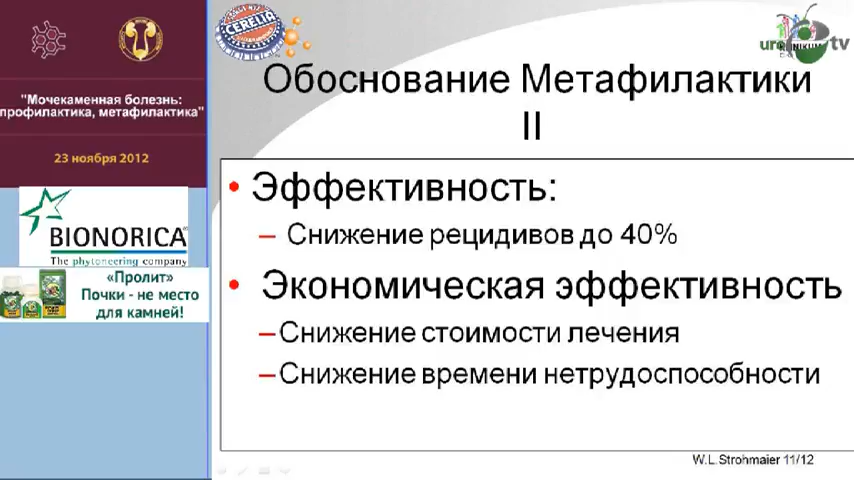 "Мочекаменная болезнь:
профилактика, метафилактика"
23 ноября 2012
BIONORICA
The phytoneering company
«Пролит»
Почки - не место
для камней!
CERELIA
uro tv
Обоснование Метафилактики
II
• Эффективность:
– Снижение рецидивов до 40%
• Экономическая эффективность
–Снижение стоимости лечения
–Снижение времени нетрудоспособности
W.L.Strohmaier 11/12